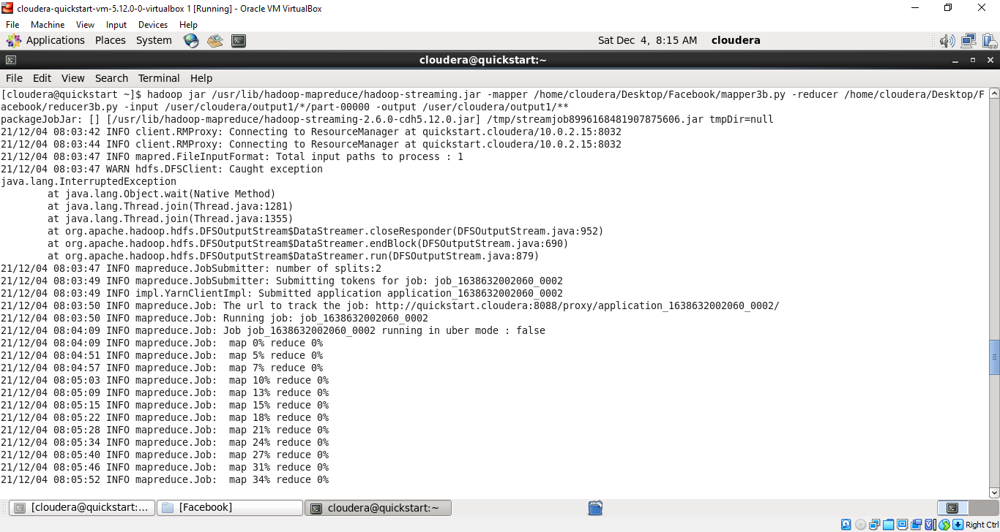 cloudera-quickstart-vm-5.12.0-0-virtualbox 1 [Running] - Oracle VM VirtualBox
File Machine View Input Devices Help
Applications Places System Sat Dec 4, 8:15 AM cloudera
cloudera@quickstart:~
File Edit View Search Terminal Help
[cloudera@quickstart ~]$ hadoop jar /usr/lib/hadoop-mapreduce/hadoop-streaming.jar -mapper /home/cloudera/Desktop/Facebook/mapper3b.py -reducer /home/cloudera/Desktop/F
acebook/reducer3b.py -input /user/cloudera/output1/*/part-00000 -output /user/cloudera/output1/**
packageJobJar: [] [/usr/lib/hadoop-mapreduce/hadoop-streaming-2.6.0-cdh5.12.0.jar] /tmp/streamjob8996168481907875606.jar tmpDir=null
21/12/04 08:03:42 INFO client.RMProxy: Connecting to ResourceManager at quickstart.cloudera/10.0.2.15:8032
21/12/04 08:03:44 INFO client.RMProxy: Connecting to ResourceManager at quickstart.cloudera/10.0.2.15:8032
21/12/04 08:03:47 INFO mapred.FileInputFormat: Total input paths to process : 1
21/12/04 08:03:47 WARN hdfs.DFSClient: Caught exception
java.lang.InterruptedException
at java.lang.Object.wait(Native Method)
at java.lang.Thread.join(Thread.java:1281)
at java.lang.Thread.join(Thread.java:1355)
at org.apache.hadoop.hdfs.DFSOutputStream$DataStreamer.closeResponder(DFSOutputStream.java:952)
at org.apache.hadoop.hdfs.DFSOutputStream$DataStreamer.endBlock(DFSOutputStream.java:690)
at org.apache.hadoop.hdfs.DFSOutputStream$DataStreamer.run(DFSOutputStream.java:879)
21/12/04 08:03:47 INFO mapreduce.JobSubmitter: number of splits:2
21/12/04 08:03:49 INFO mapreduce.JobSubmitter: Submitting tokens for job: job_1638632002060_0002
21/12/04 08:03:49 INFO impl.YarnClientImpl: Submitted application application_1638632002060_0002
21/12/04 08:03:50 INFO mapreduce.Job: The url to track the job: http://quickstart.cloudera:8088/proxy/application_1638632002060_0002/
21/12/04 08:03:50 INFO mapreduce.Job: Running job: job_1638632002060_0002
21/12/04 08:04:09 INFO mapreduce.Job: Job job_1638632002060_0002 running in uber mode : false
21/12/04 08:04:09 INFO mapreduce.Job:  map 0% reduce 0%
21/12/04 08:04:51 INFO mapreduce.Job:  map 5% reduce 0%
21/12/04 08:04:57 INFO mapreduce.Job:  map 7% reduce 0%
21/12/04 08:05:03 INFO mapreduce.Job:  map 10% reduce 0%
21/12/04 08:05:09 INFO mapreduce.Job:  map 13% reduce 0%
21/12/04 08:05:15 INFO mapreduce.Job:  map 15% reduce 0%
21/12/04 08:05:22 INFO mapreduce.Job:  map 18% reduce 0%
21/12/04 08:05:28 INFO mapreduce.Job:  map 21% reduce 0%
21/12/04 08:05:34 INFO mapreduce.Job:  map 24% reduce 0%
21/12/04 08:05:40 INFO mapreduce.Job:  map 27% reduce 0%
21/12/04 08:05:46 INFO mapreduce.Job:  map 31% reduce 0%
21/12/04 08:05:52 INFO mapreduce.Job:  map 34% reduce 0%
[cloudera@quickstart:... [Facebook] cloudera@quickstart:~
Right Ctrl